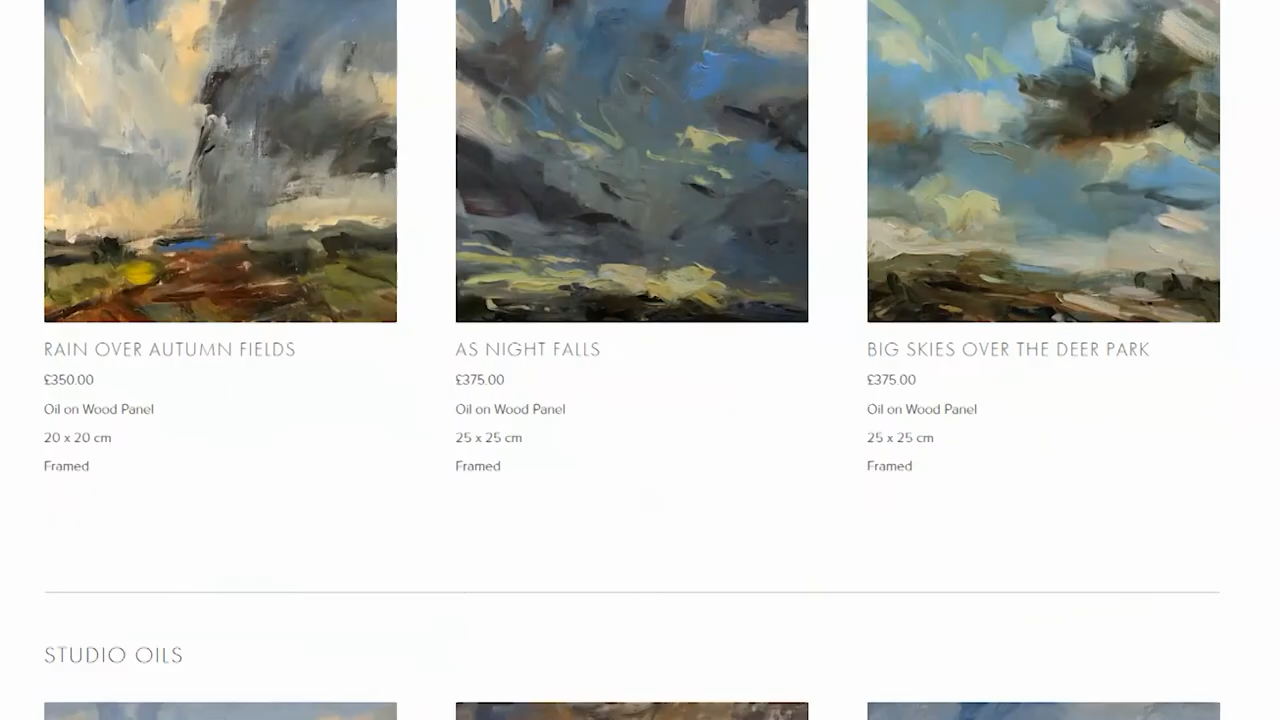 RAIN OVER AUTUMN FIELDS
£350.00
Oil on Wood Panel
20 x 20 cm
Framed
AS NIGHT FALLS
£375.00
Oil on Wood Panel
25 x 25 cm
Framed
BIG SKIES OVER THE DEER PARK
£375.00
Oil on Wood Panel
25 x 25 cm
Framed
STUDIO OILS